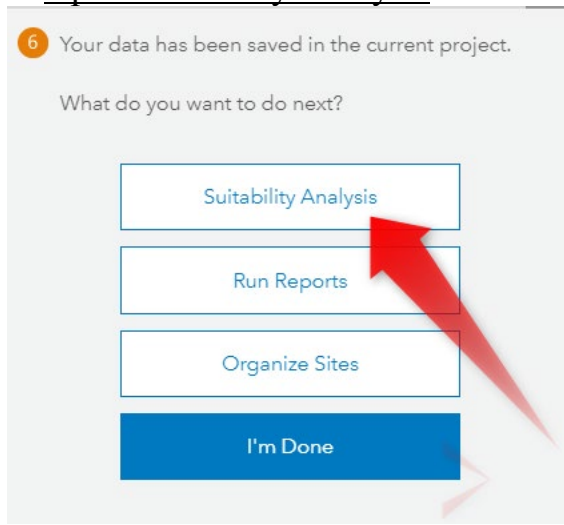 6 Your data has been saved in the current project.
What do you want to do next?
Suitability Analysis
Run Reports
Organize Sites
I'm Done